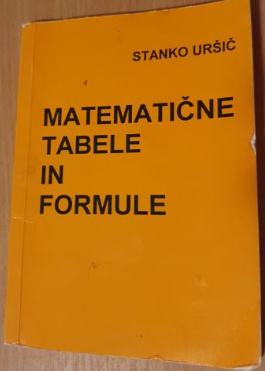 STANKO URŠIČ
MATEMATIČNE
TABELE
IN
FORMULE